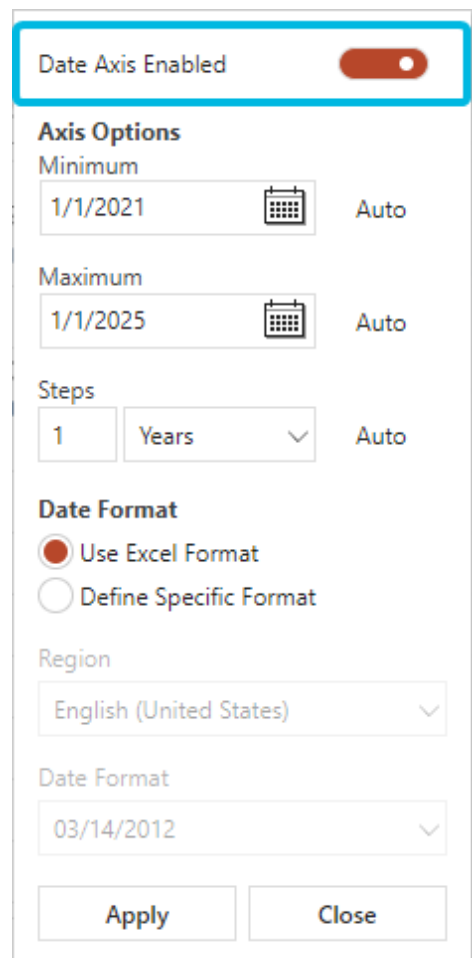 Date Axis Enabled
Axis Options
Minimum
1/1/2021 Auto
Maximum
1/1/2025 Auto
Steps
1 Years Auto
Date Format
Use Excel Format
Define Specific Format
Region
English (United States)
Date Format
03/14/2012
Apply Close